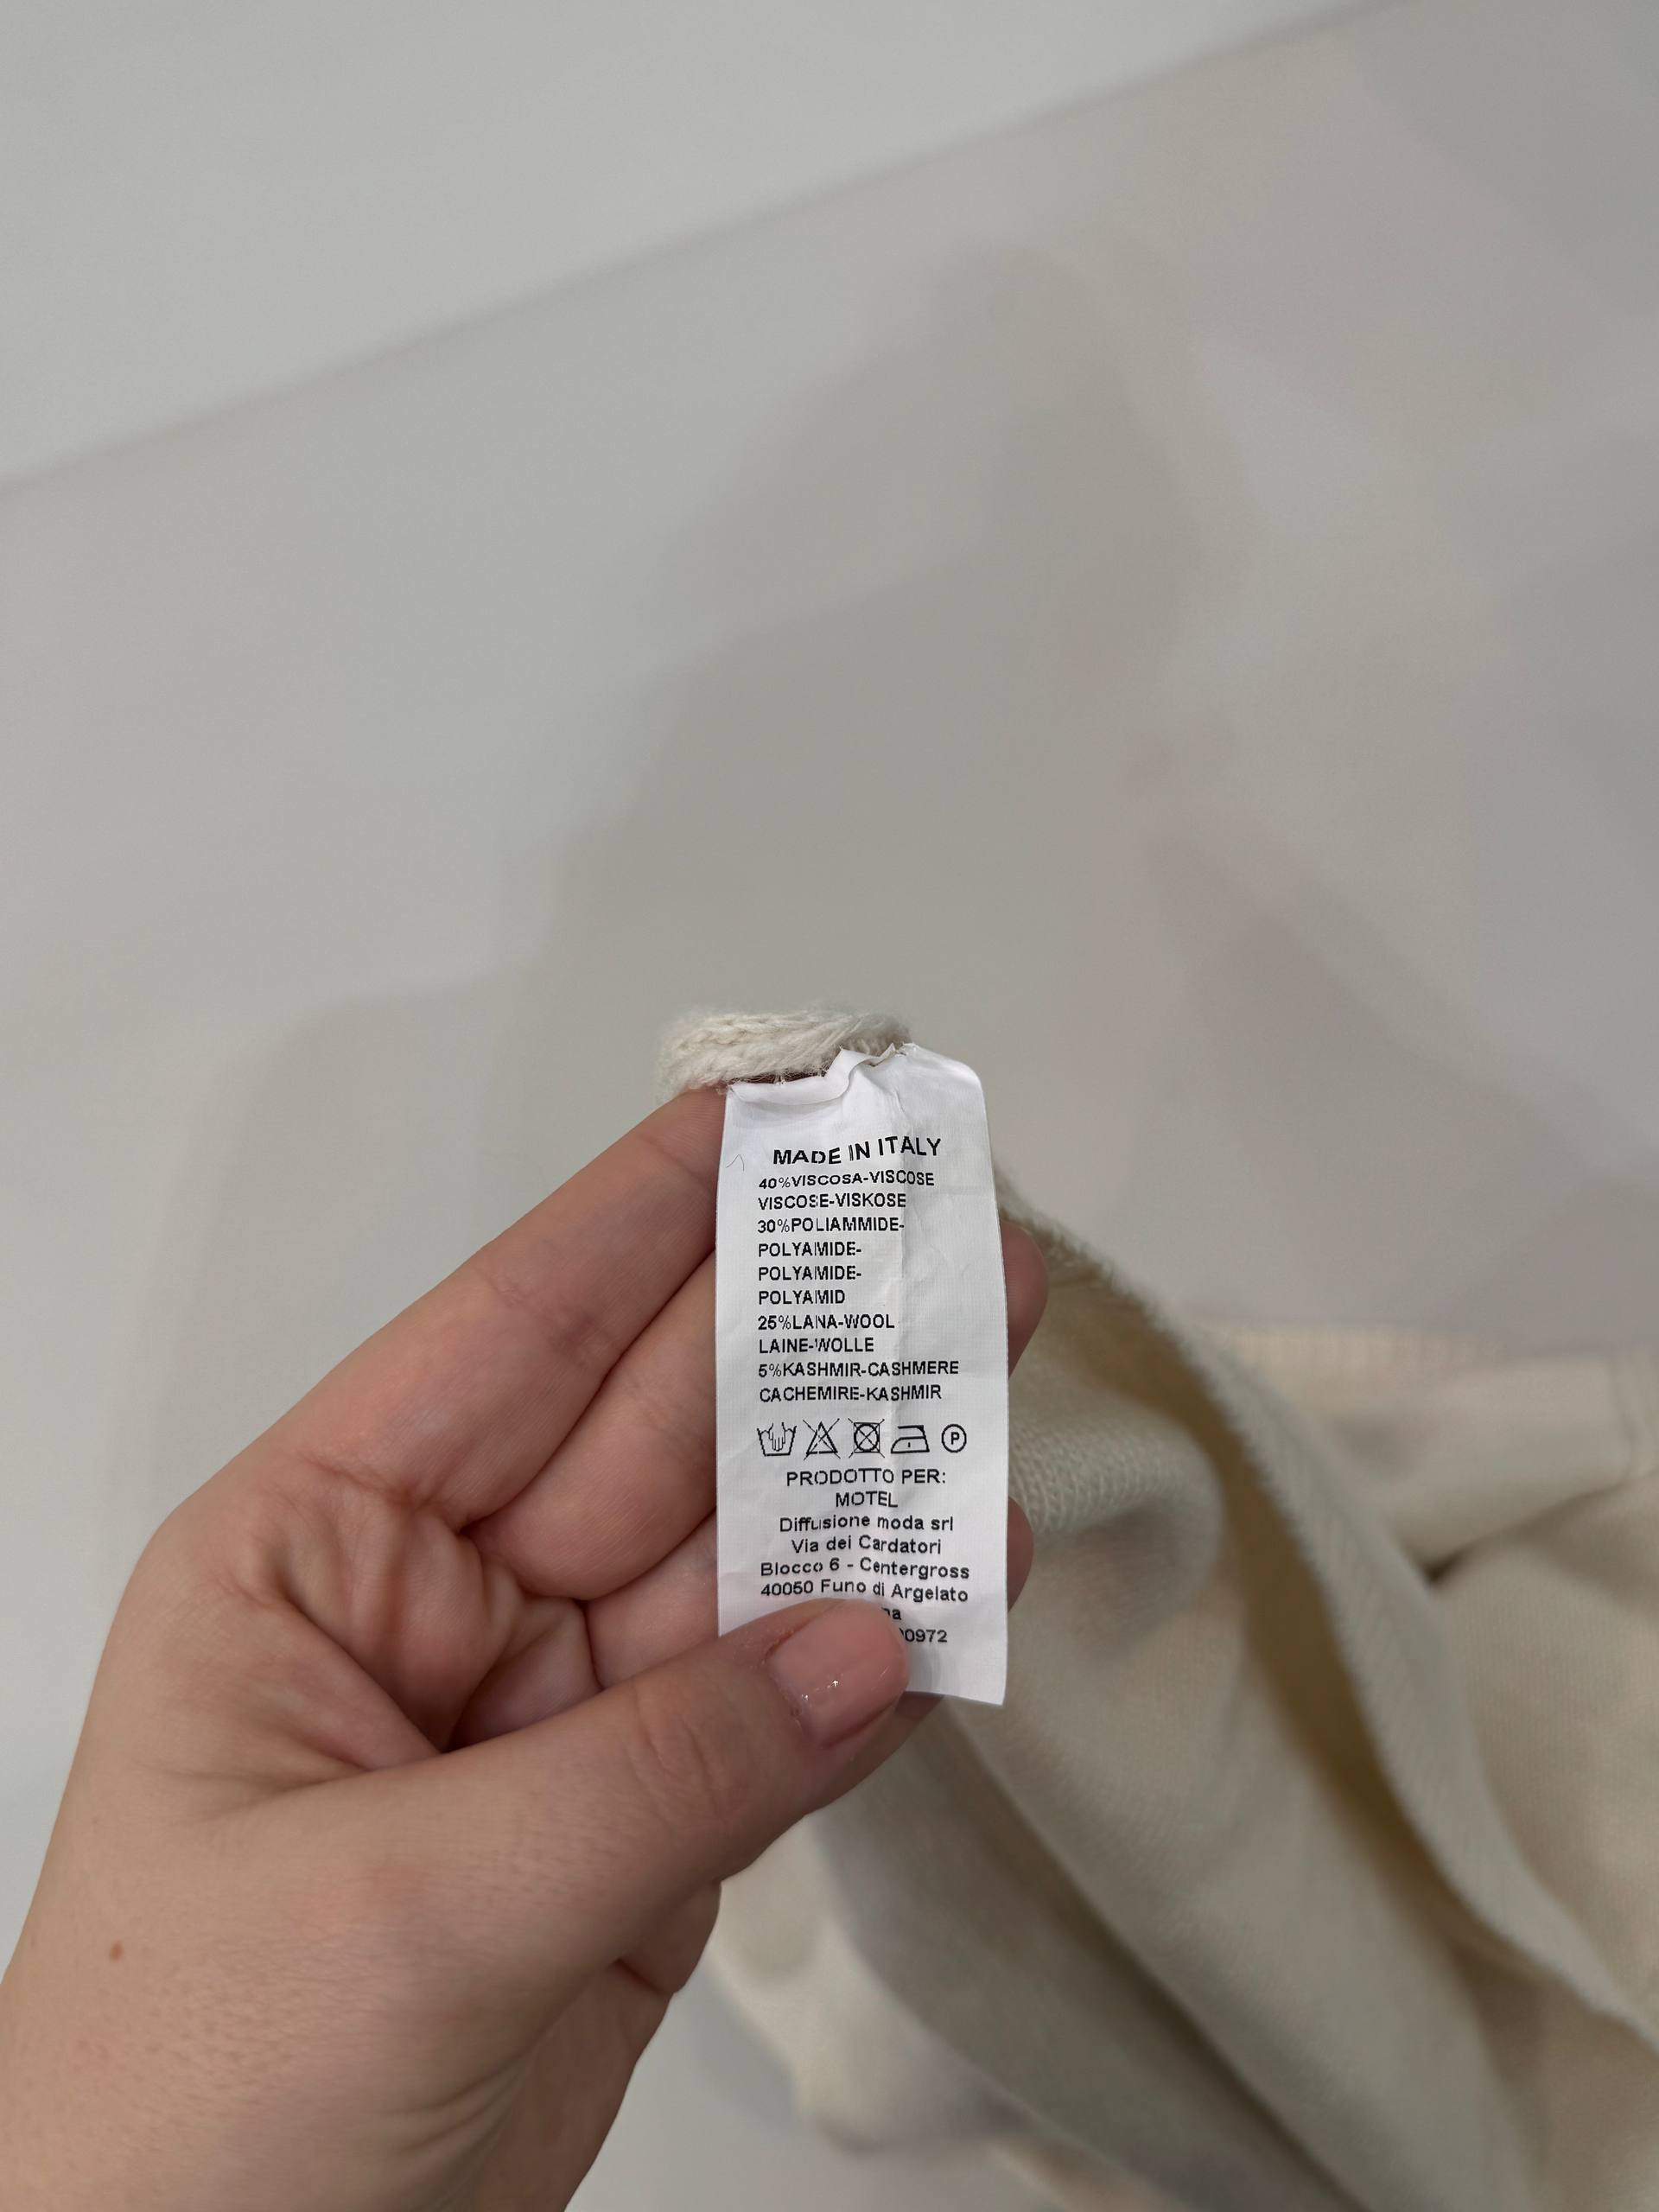 MADE IN ITALY
40%VISCOSA-VISCOSE
VISCOSE-VISKOSE
30%POLIAMMIDE-
POLYAMIDE-
POLYAMIDE-
POLYAMID
25%LANA-WOOL
LAINE-WOLLE
5%KASHMIR-CASHMERE
CACHEMIRE-KASHMIR
P
PRODOTTO PER:
MOTEL
Diffusione moda srl
Via dei Cardatori
Blocco 6 - Centergross
40050 Funo di Argelato